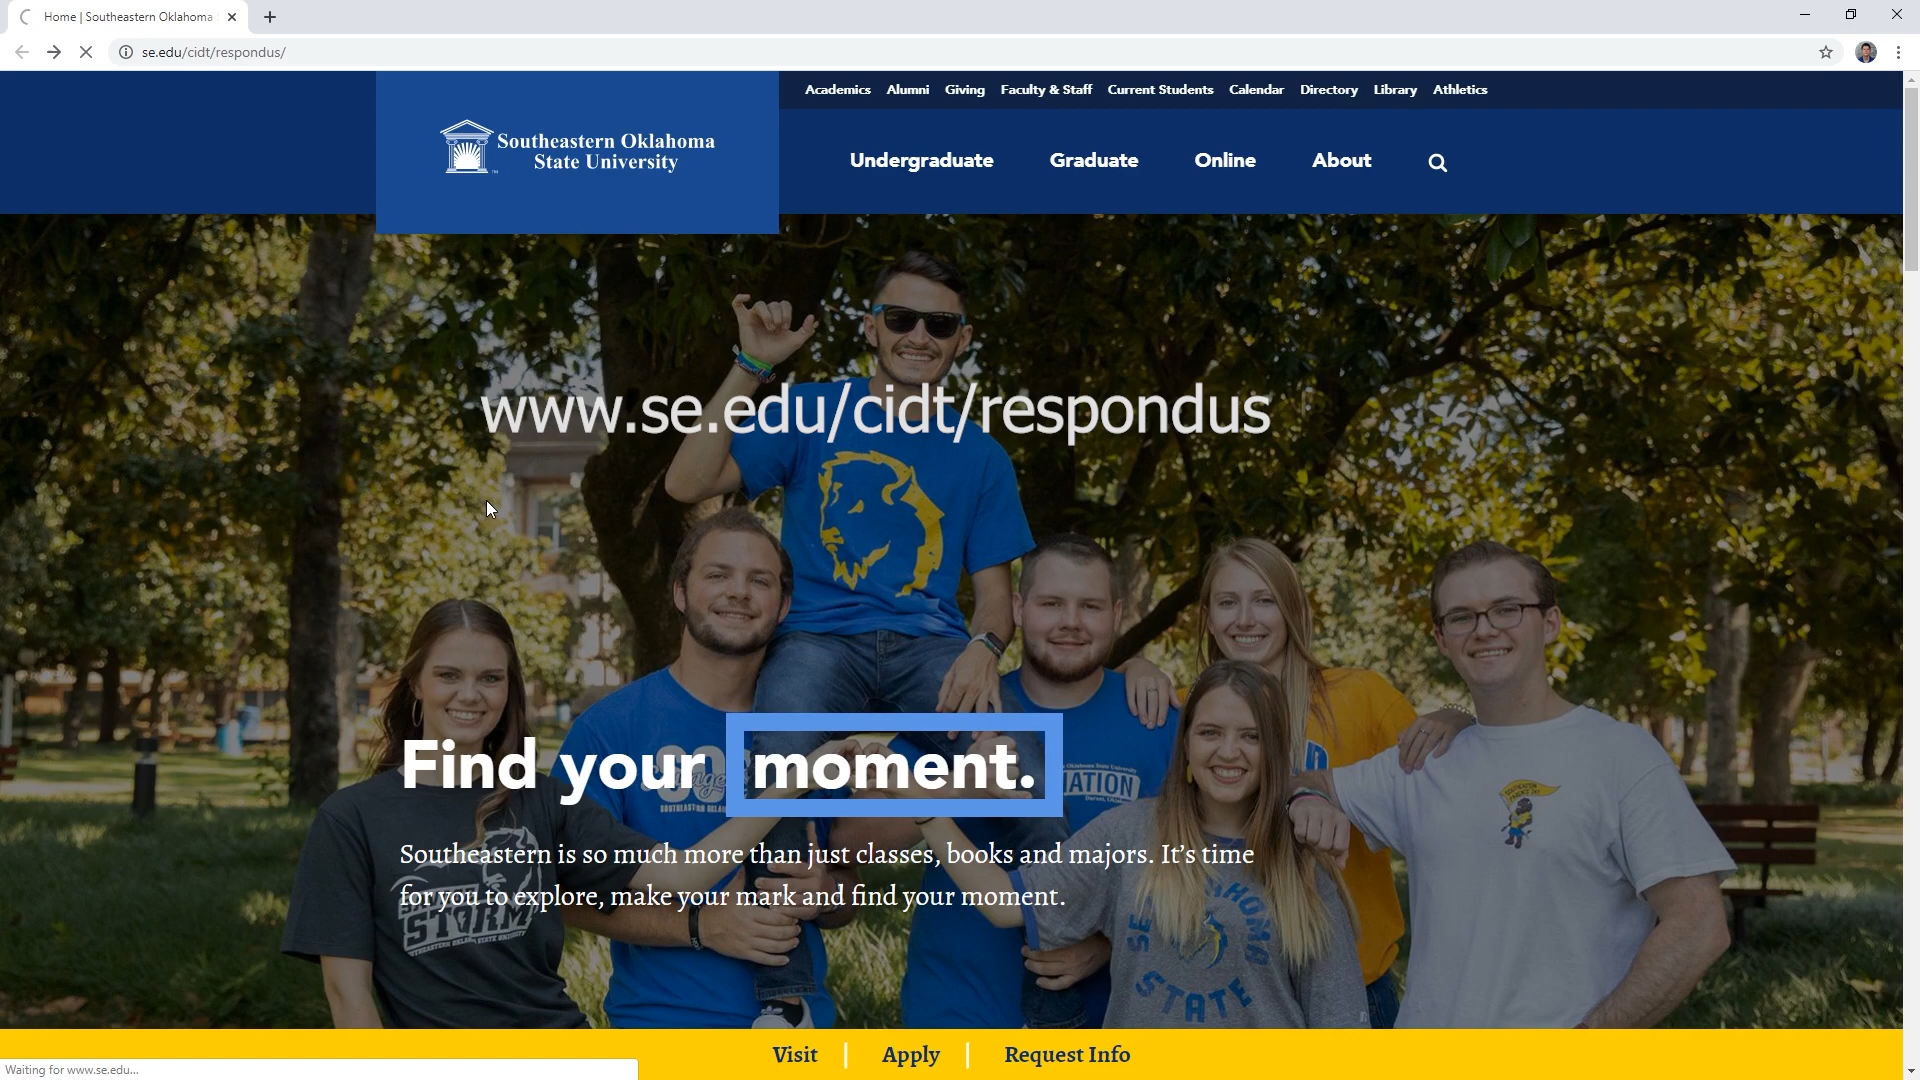 Home | Southeastern Oklahoma
se.edu/cidt/respondus/
Academics Alumni Giving Faculty & Staff Current Students Calendar Directory Library Athletics
Southeastern Oklahoma
State University
Undergraduate Graduate Online About
www.se.edu/cidt/respondus
Find your moment.
Southeastern is so much more than just classes, books and majors. It's time
for you to explore, make your mark and find your moment.
STORM
STATE
Visit | Apply | Request Info
Waiting for www.se.edu...